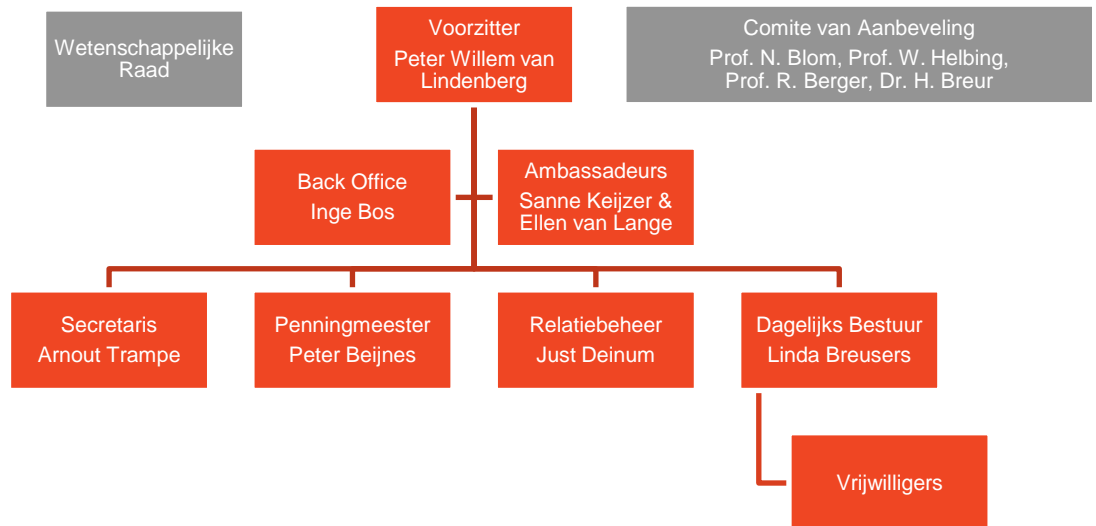 Wetenschappelijke
Raad
Voorzitter
Peter Willem van
Lindenberg
Comite van Aanbeveling
Prof. N. Blom, Prof. W. Helbing,
Prof. R. Berger, Dr. H. Breur
Back Office
Inge Bos
Ambassadeurs
Sanne Keijzer &
Ellen van Lange
Secretaris
Arnout Trampe
Penningmeester
Peter Beijnes
Relatiebeheer
Just Deinum
Dagelijks Bestuur
Linda Breusers
Vrijwilligers